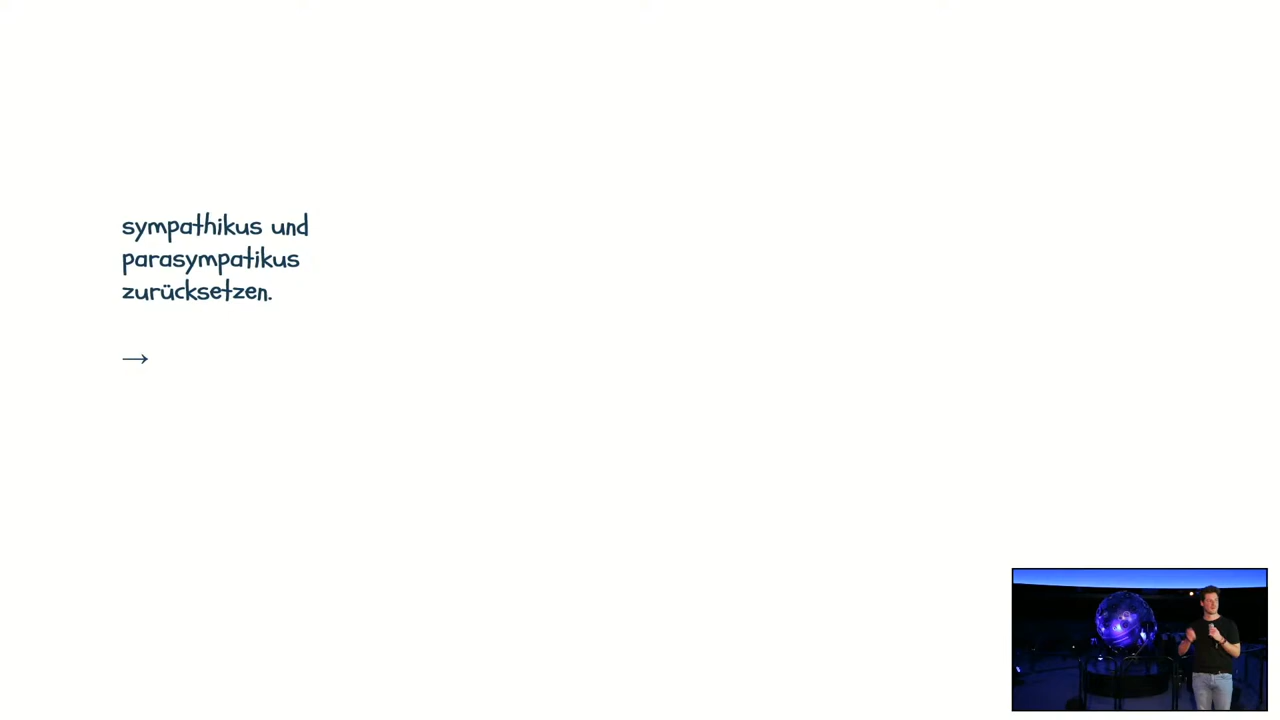 sympathikus und
parasympatikus
zurücksetzen.
→